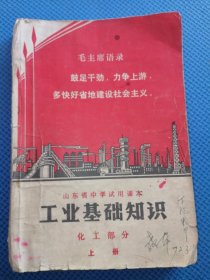 毛主席语录
鼓足干劲，力争上游，
多快好省地建设社会主义。
山东省中学试用课本
工业基础知识
化工部分
上册